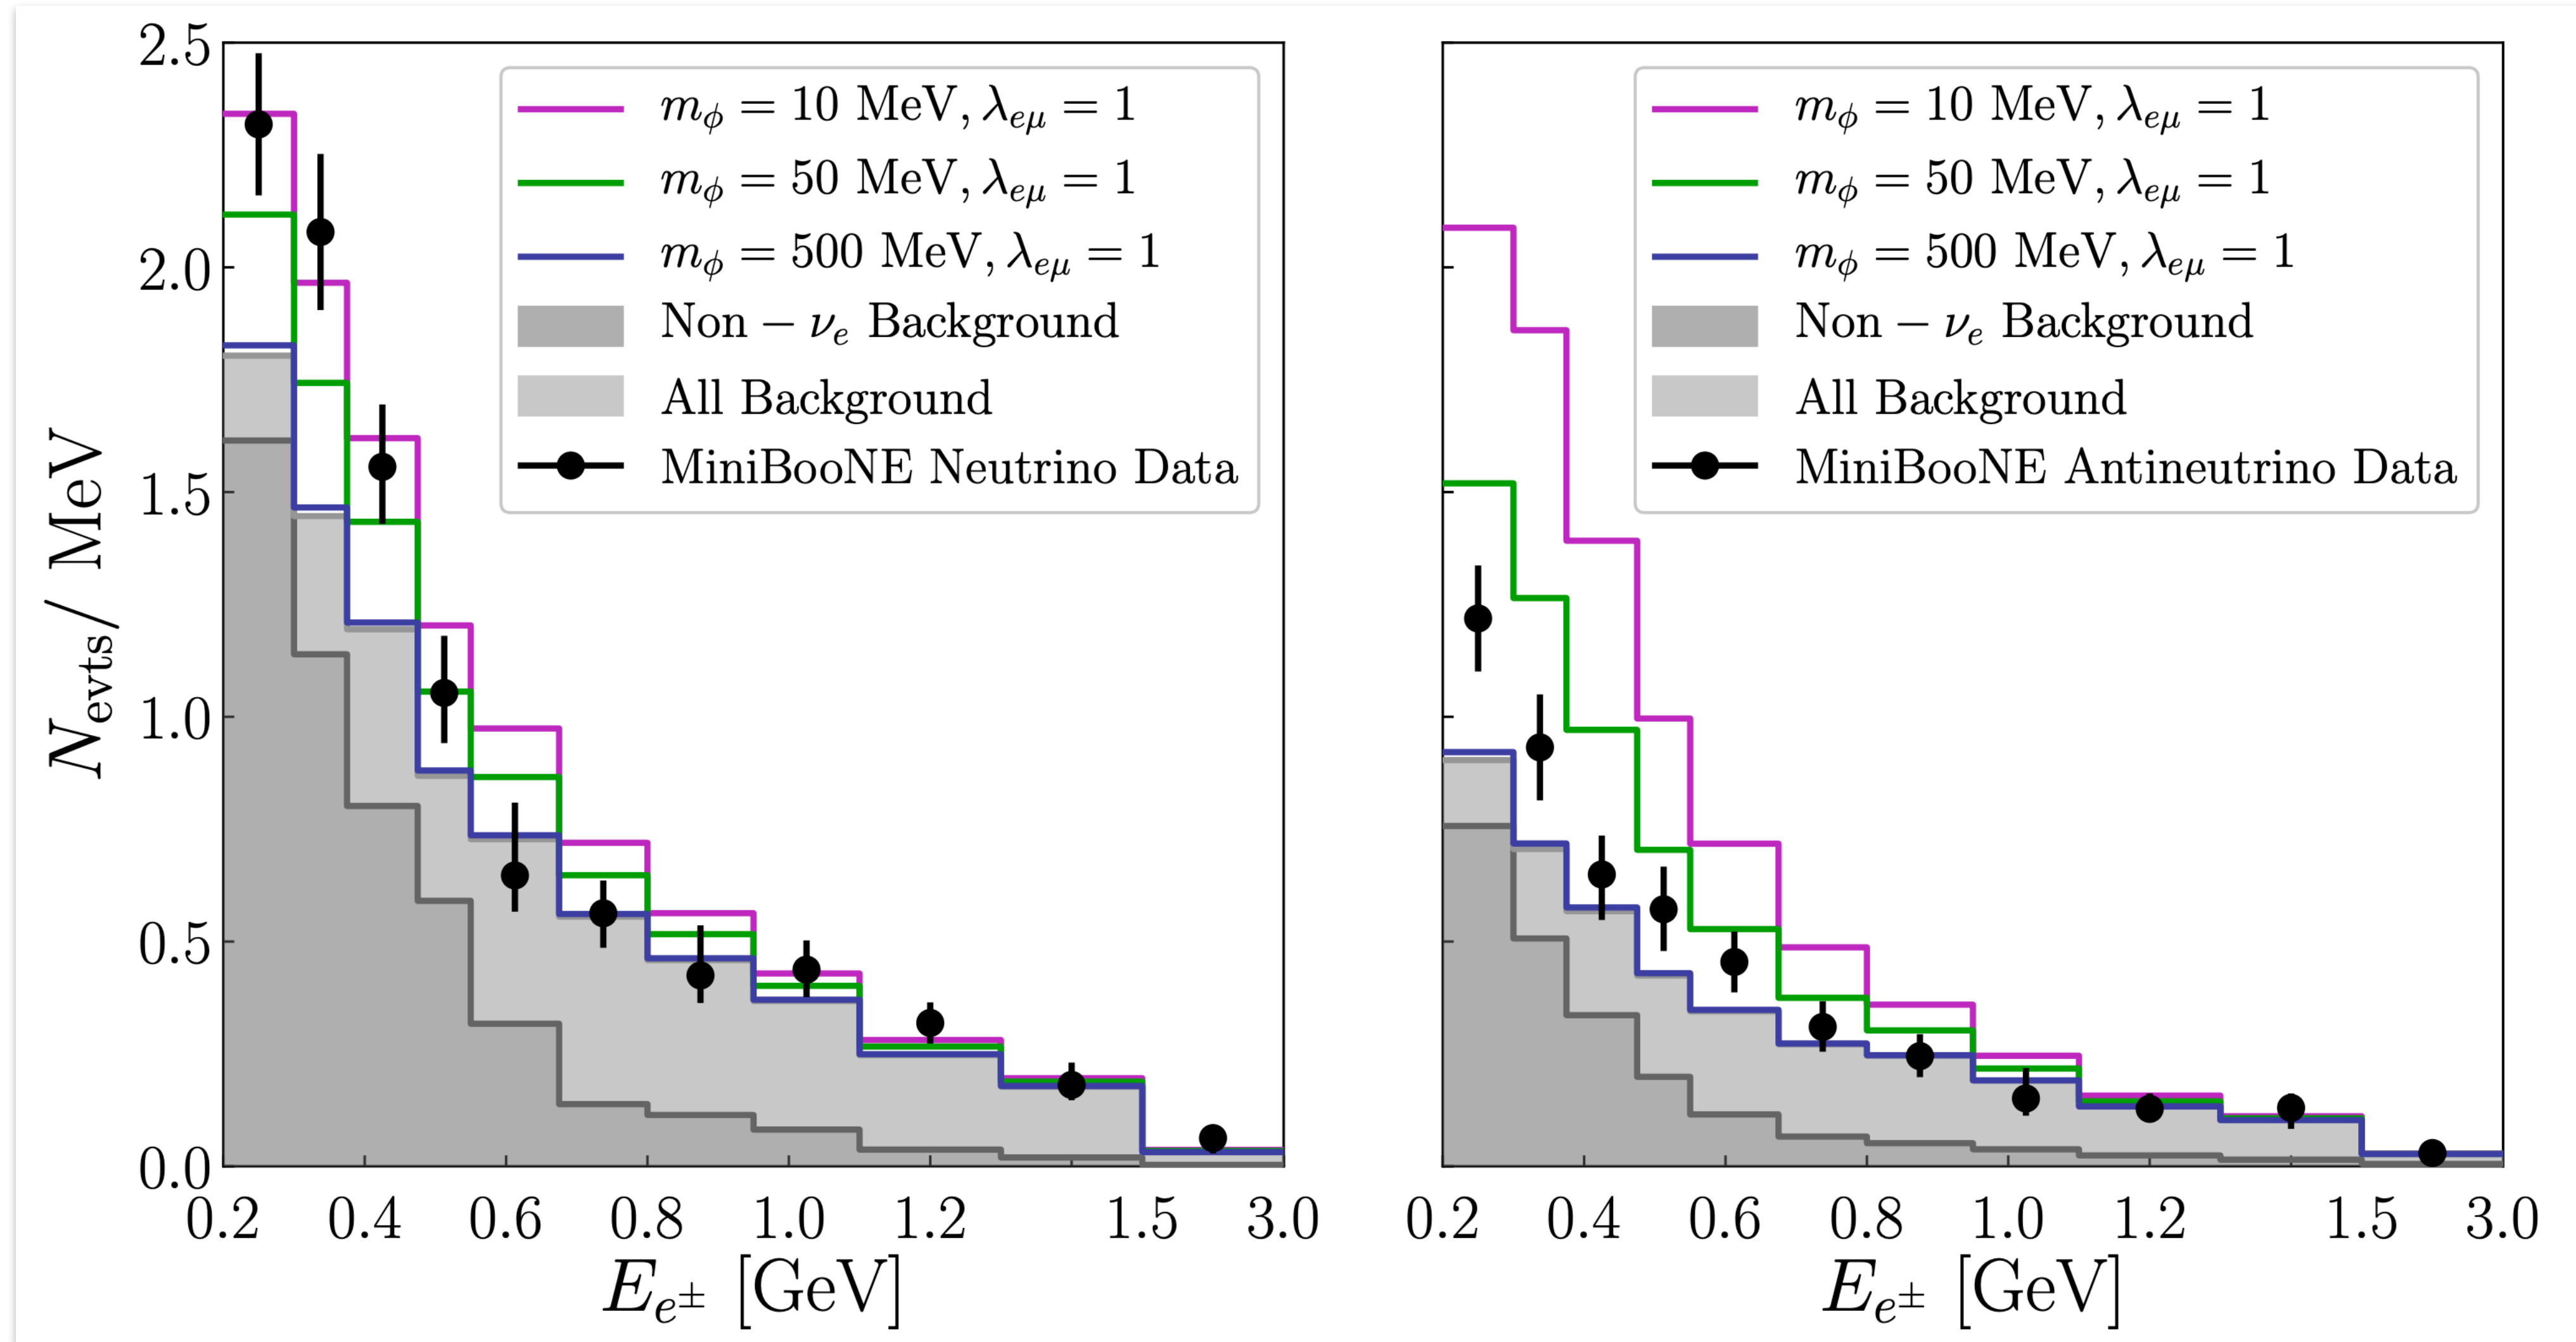 N_evts / MeV
2.5
2.0
1.5
1.0
0.5
0.0
m_ϕ = 10 MeV, λ_eμ = 1
m_ϕ = 50 MeV, λ_eμ = 1
m_ϕ = 500 MeV, λ_eμ = 1
Non − ν_e Background
All Background
MiniBooNE Neutrino Data
0.2 0.4 0.6 0.8 1.0 1.2 1.5 3.0
E_e± [GeV]
m_ϕ = 10 MeV, λ_eμ = 1
m_ϕ = 50 MeV, λ_eμ = 1
m_ϕ = 500 MeV, λ_eμ = 1
Non − ν_e Background
All Background
MiniBooNE Antineutrino Data
0.2 0.4 0.6 0.8 1.0 1.2 1.5 3.0
E_e± [GeV]